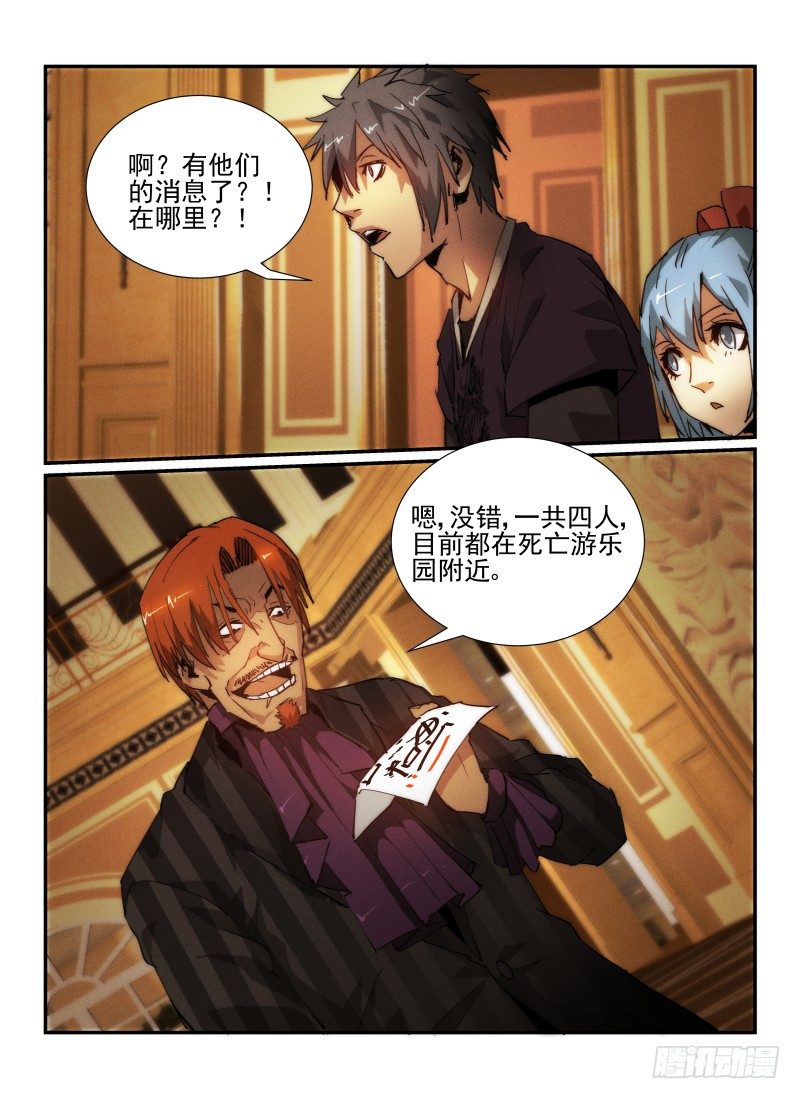 啊？有他们
的消息了？！
在哪里？！
嗯，没错，一共四人，
目前都在死亡游乐
园附近。
腾讯动漫